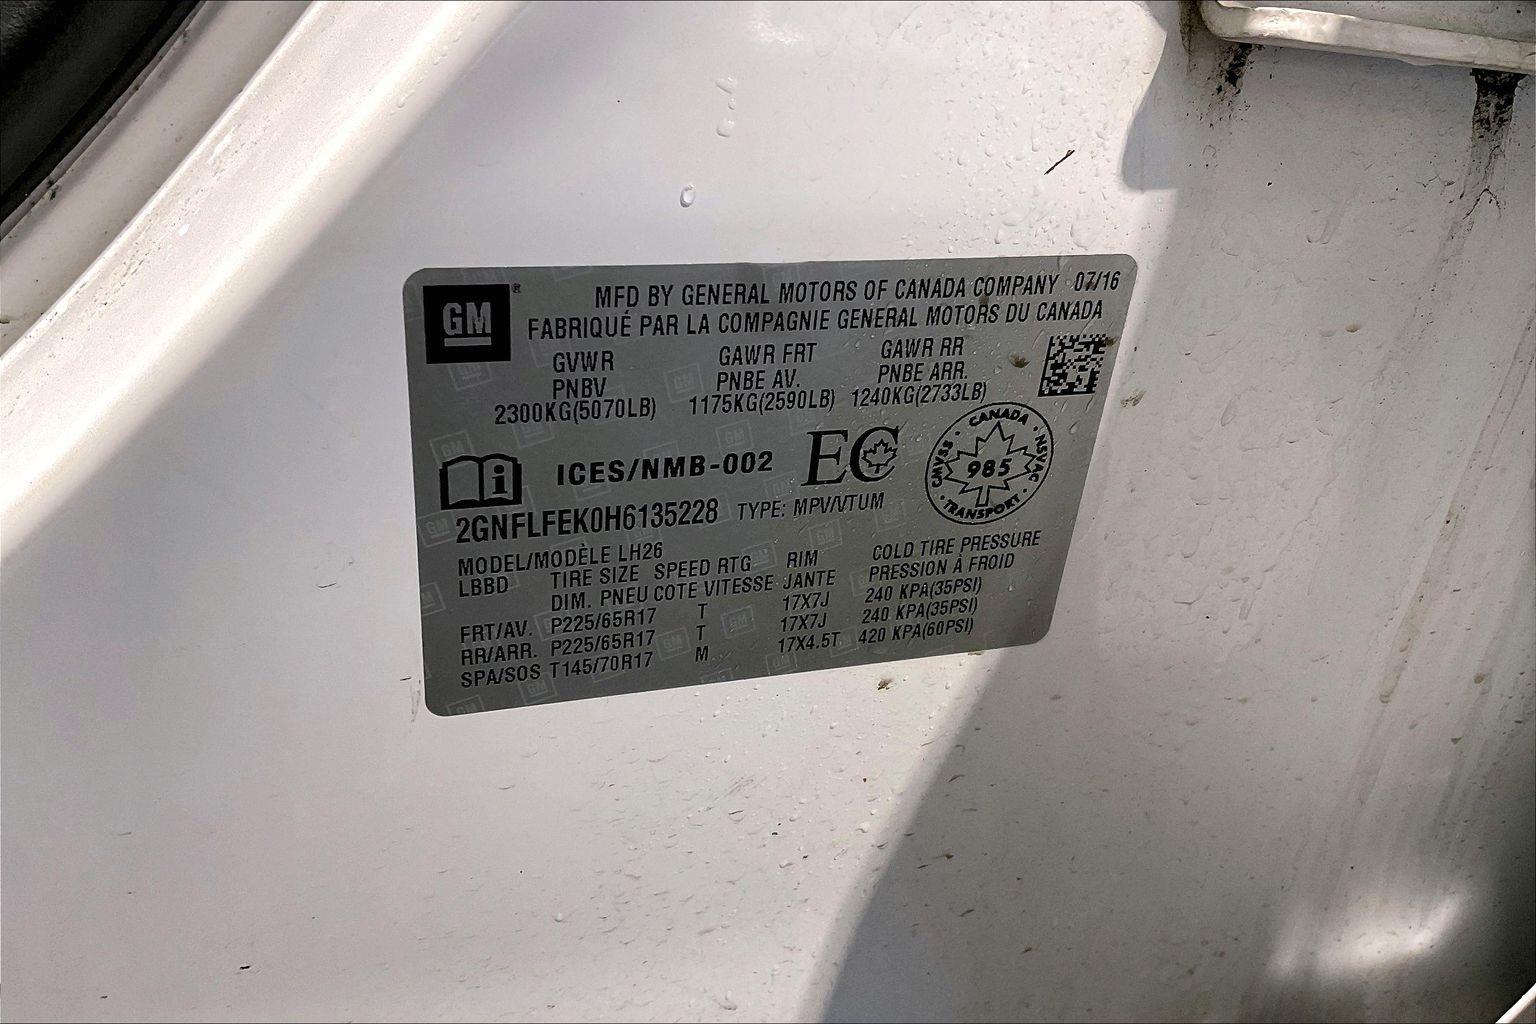 GM
MFD BY GENERAL MOTORS OF CANADA COMPANY 07/16
FABRIQUÉ PAR LA COMPAGNIE GENERAL MOTORS DU CANADA
GVWR GAWR FRT GAWR RR
PNBV PNBE AV. PNBE ARR.
2300KG(5070LB) 1175KG(2590LB) 1240KG(2733LB)
ICES/NMB-002 EC
CANADA
CMVSS 985 NSVAC
TRANSPORT
2GNFLFEK0H6135228 TYPE: MPV/VTUM
MODEL/MODÈLE LH26
LBBD TIRE SIZE SPEED RTG RIM COLD TIRE PRESSURE
DIM. PNEU COTE VITESSE JANTE PRESSION À FROID
FRT/AV. P225/65R17 T 17X7J 240 KPA(35PSI)
RR/ARR. P225/65R17 T 17X7J 240 KPA(35PSI)
SPA/SOS T145/70R17 M 17X4.5T 420 KPA(60PSI)